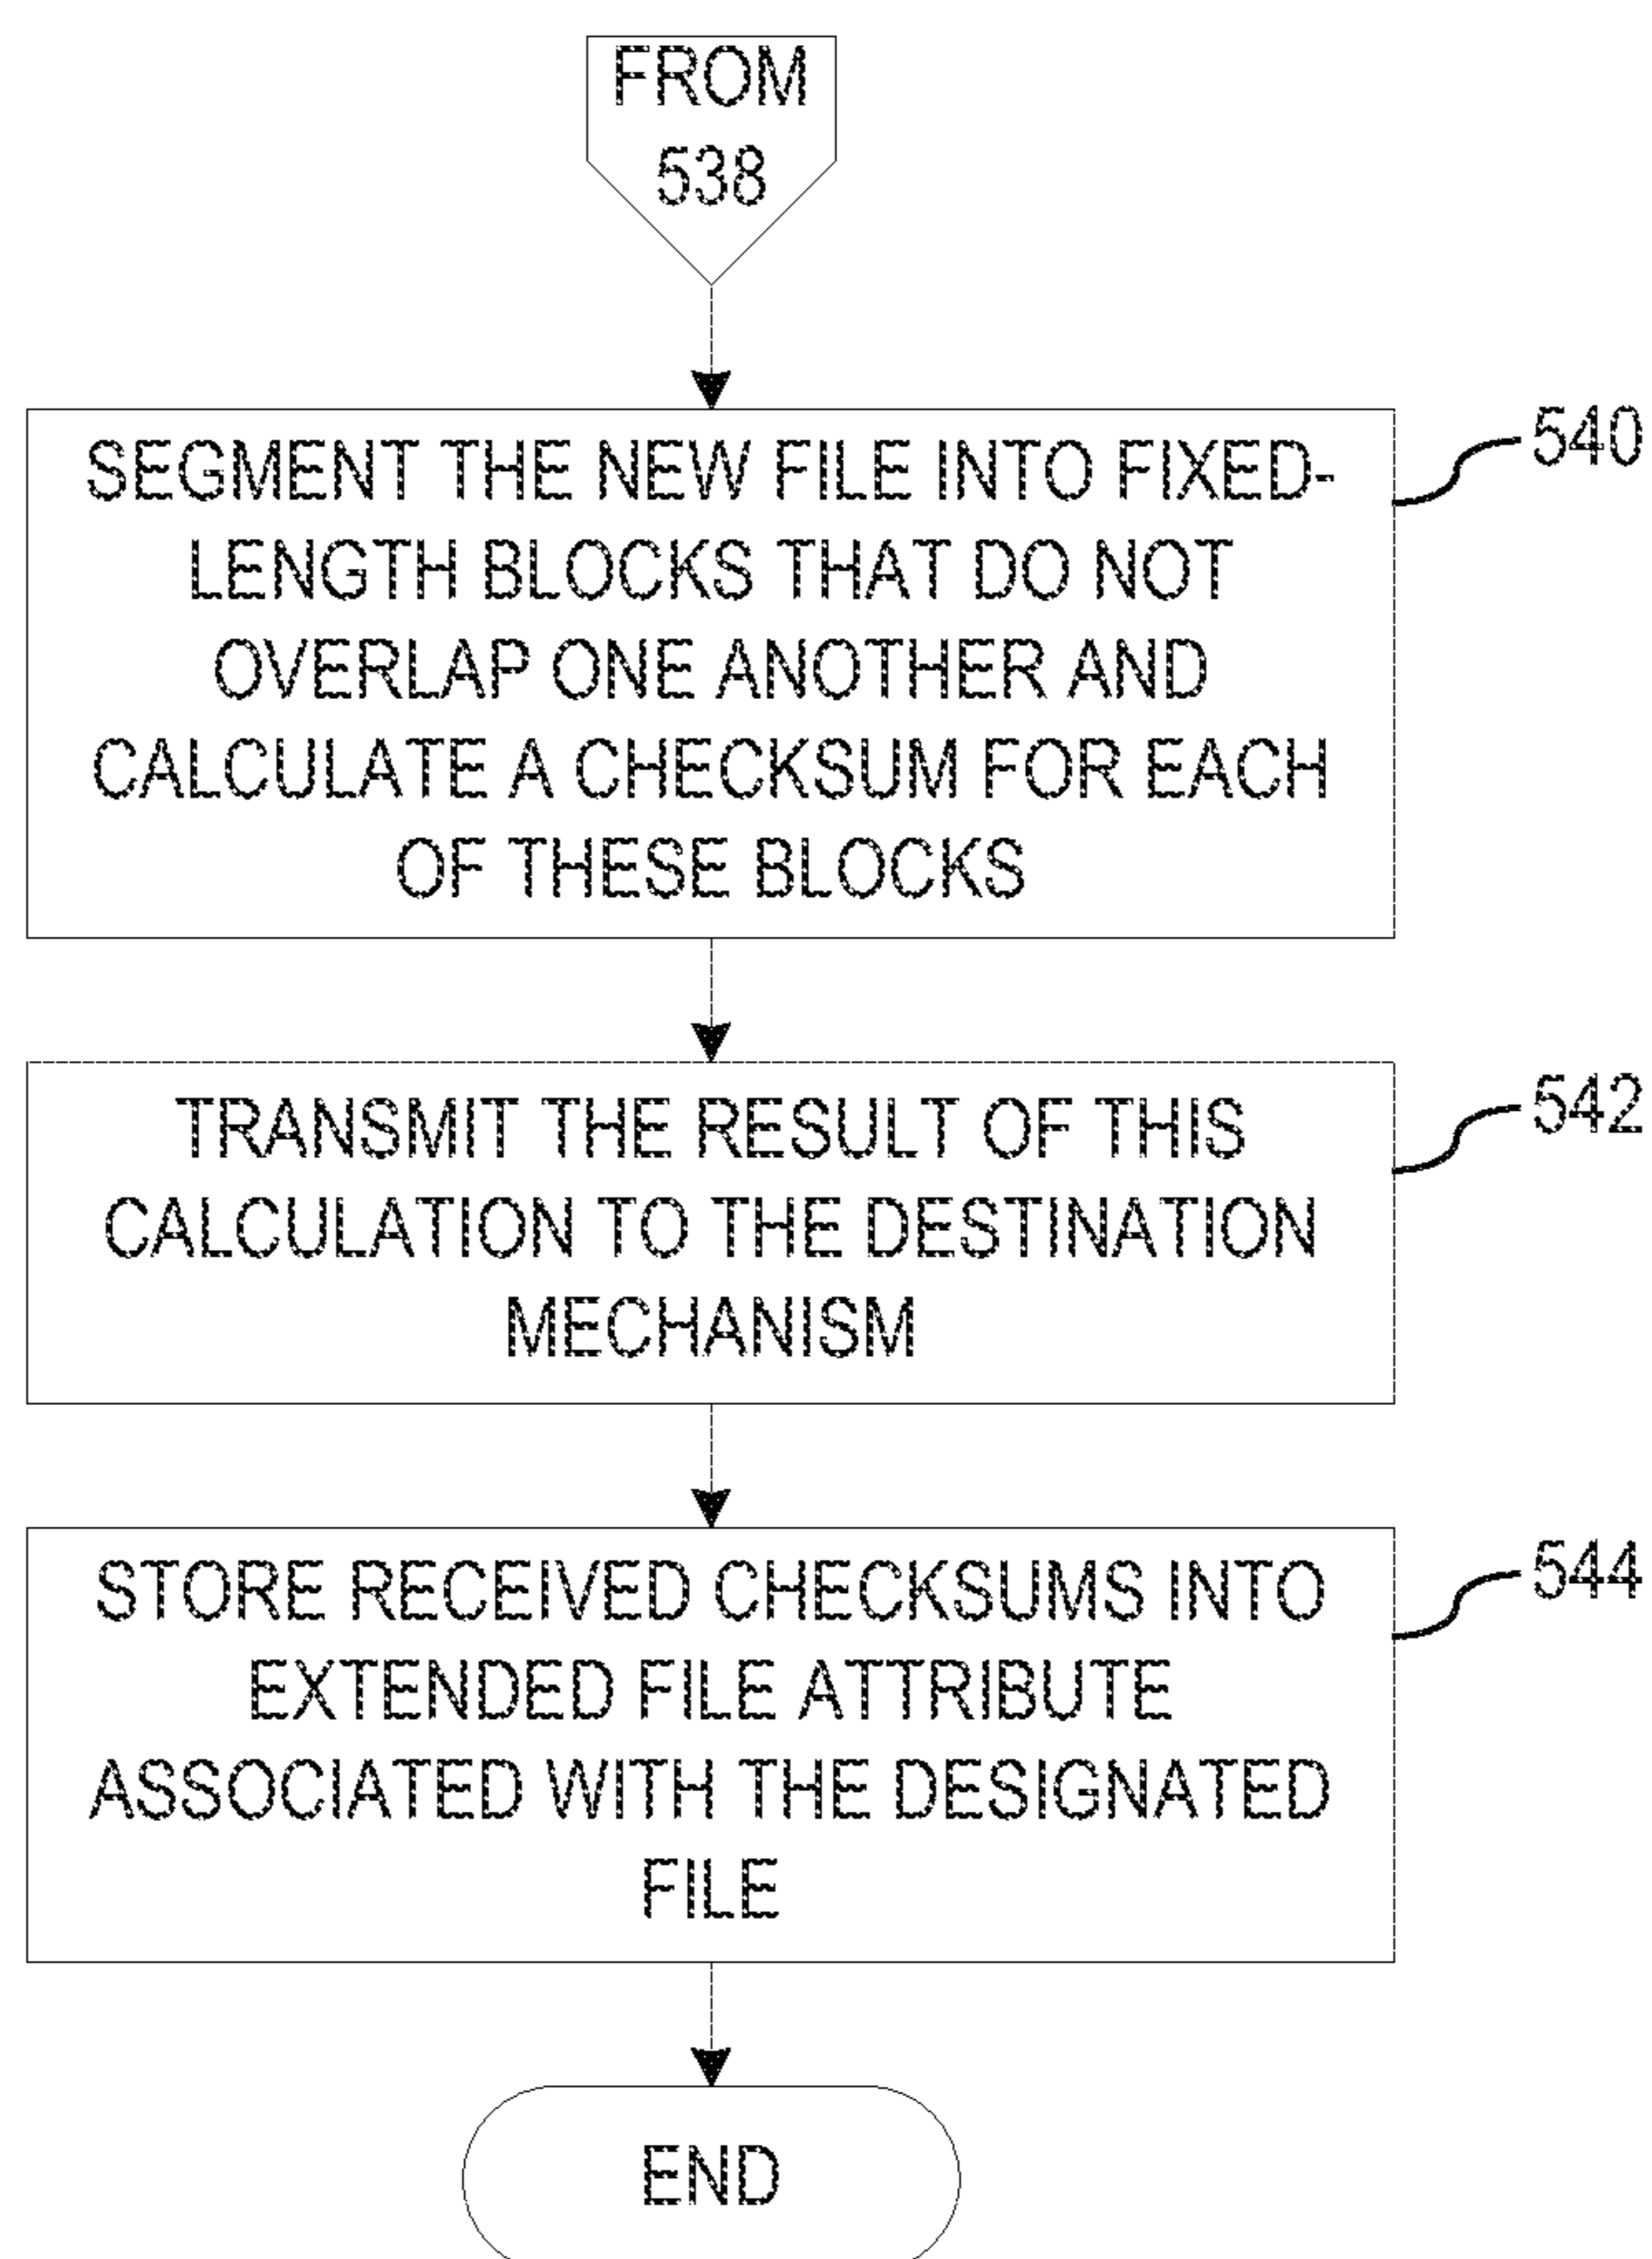 FROM
538
SEGMENT THE NEW FILE INTO FIXED-
LENGTH BLOCKS THAT DO NOT
OVERLAP ONE ANOTHER AND
CALCULATE A CHECKSUM FOR EACH
OF THESE BLOCKS
540
TRANSMIT THE RESULT OF THIS
CALCULATION TO THE DESTINATION
MECHANISM
542
STORE RECEIVED CHECKSUMS INTO
EXTENDED FILE ATTRIBUTE
ASSOCIATED WITH THE DESIGNATED
FILE
544
END